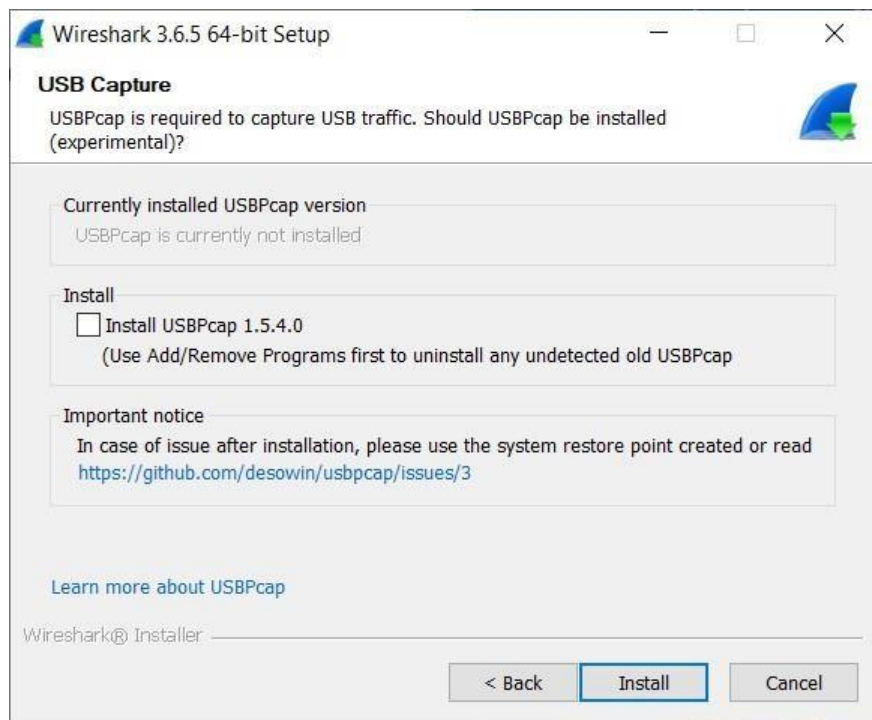 Wireshark 3.6.5 64-bit Setup
USB Capture
USBPcap is required to capture USB traffic. Should USBPcap be installed
(experimental)?
Currently installed USBPcap version
USBPcap is currently not installed
Install
Install USBPcap 1.5.4.0
(Use Add/Remove Programs first to uninstall any undetected old USBPcap
Important notice
In case of issue after installation, please use the system restore point created or read
https://github.com/desowin/usbpcap/issues/3
Learn more about USBPcap
Wireshark® Installer
< Back
Install
Cancel